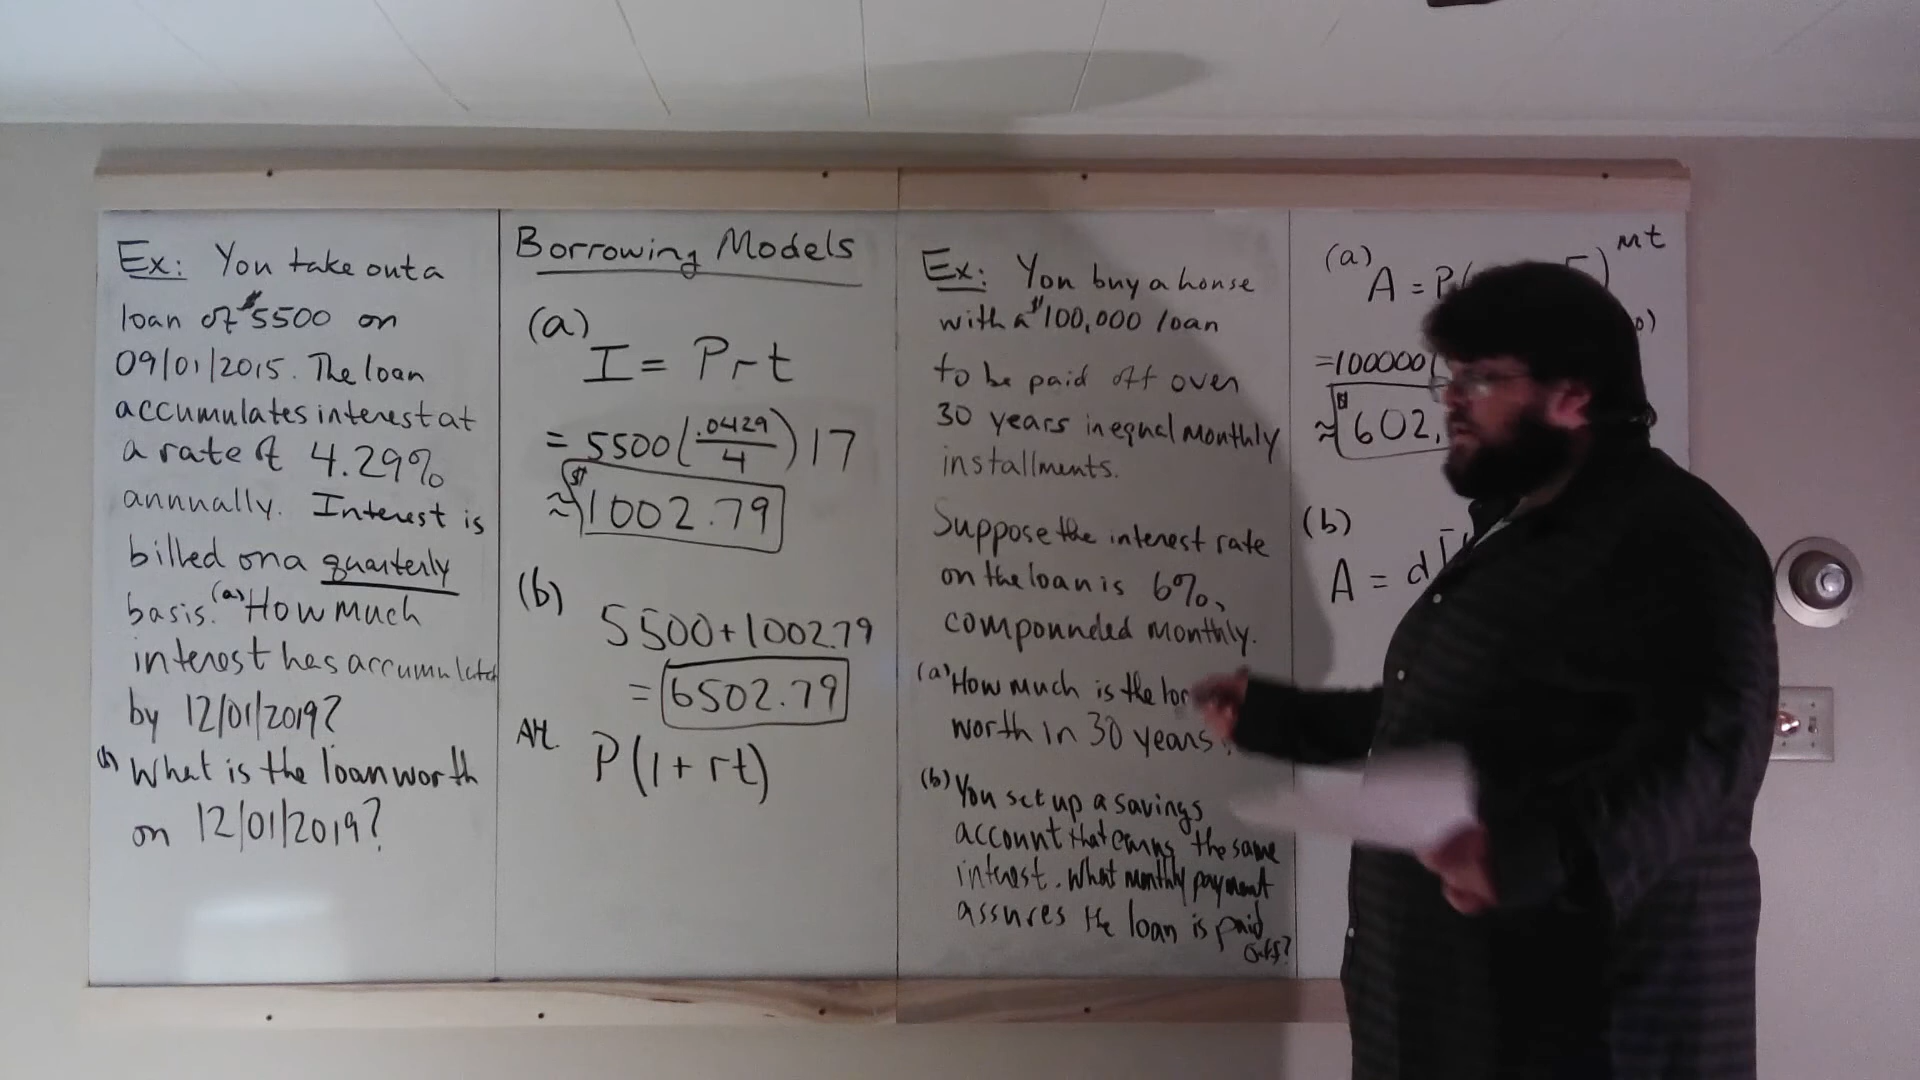 Ex: You take out a
loan of $5500 on
09/01/2015. The loan
accumulates interest at
a rate of 4.29%
annually. Interest is
billed on a quarterly
basis. (a) How much
interest has accumulated
by 12/01/2019?
(b) What is the loan worth
on 12/01/2019?
Borrowing Models
(a)
I = Prt
= 5500(.0429/4)17
≈ $1002.79
(b)
5500+1002.79
= 6502.79
Alt. P(1+rt)
Ex: You buy a house
with a $100,000 loan
to be paid off over
30 years in equal monthly
installments.
Suppose the interest rate
on the loan is 6%,
compounded monthly.
(a) How much is the
worth in 30 years?
(b) You set up a savings
account that earns the same
interest. What monthly payment
assures the loan is paid
off?
(a)
A = P( )mt
=100000(
≈ $602,
(b)
A = d